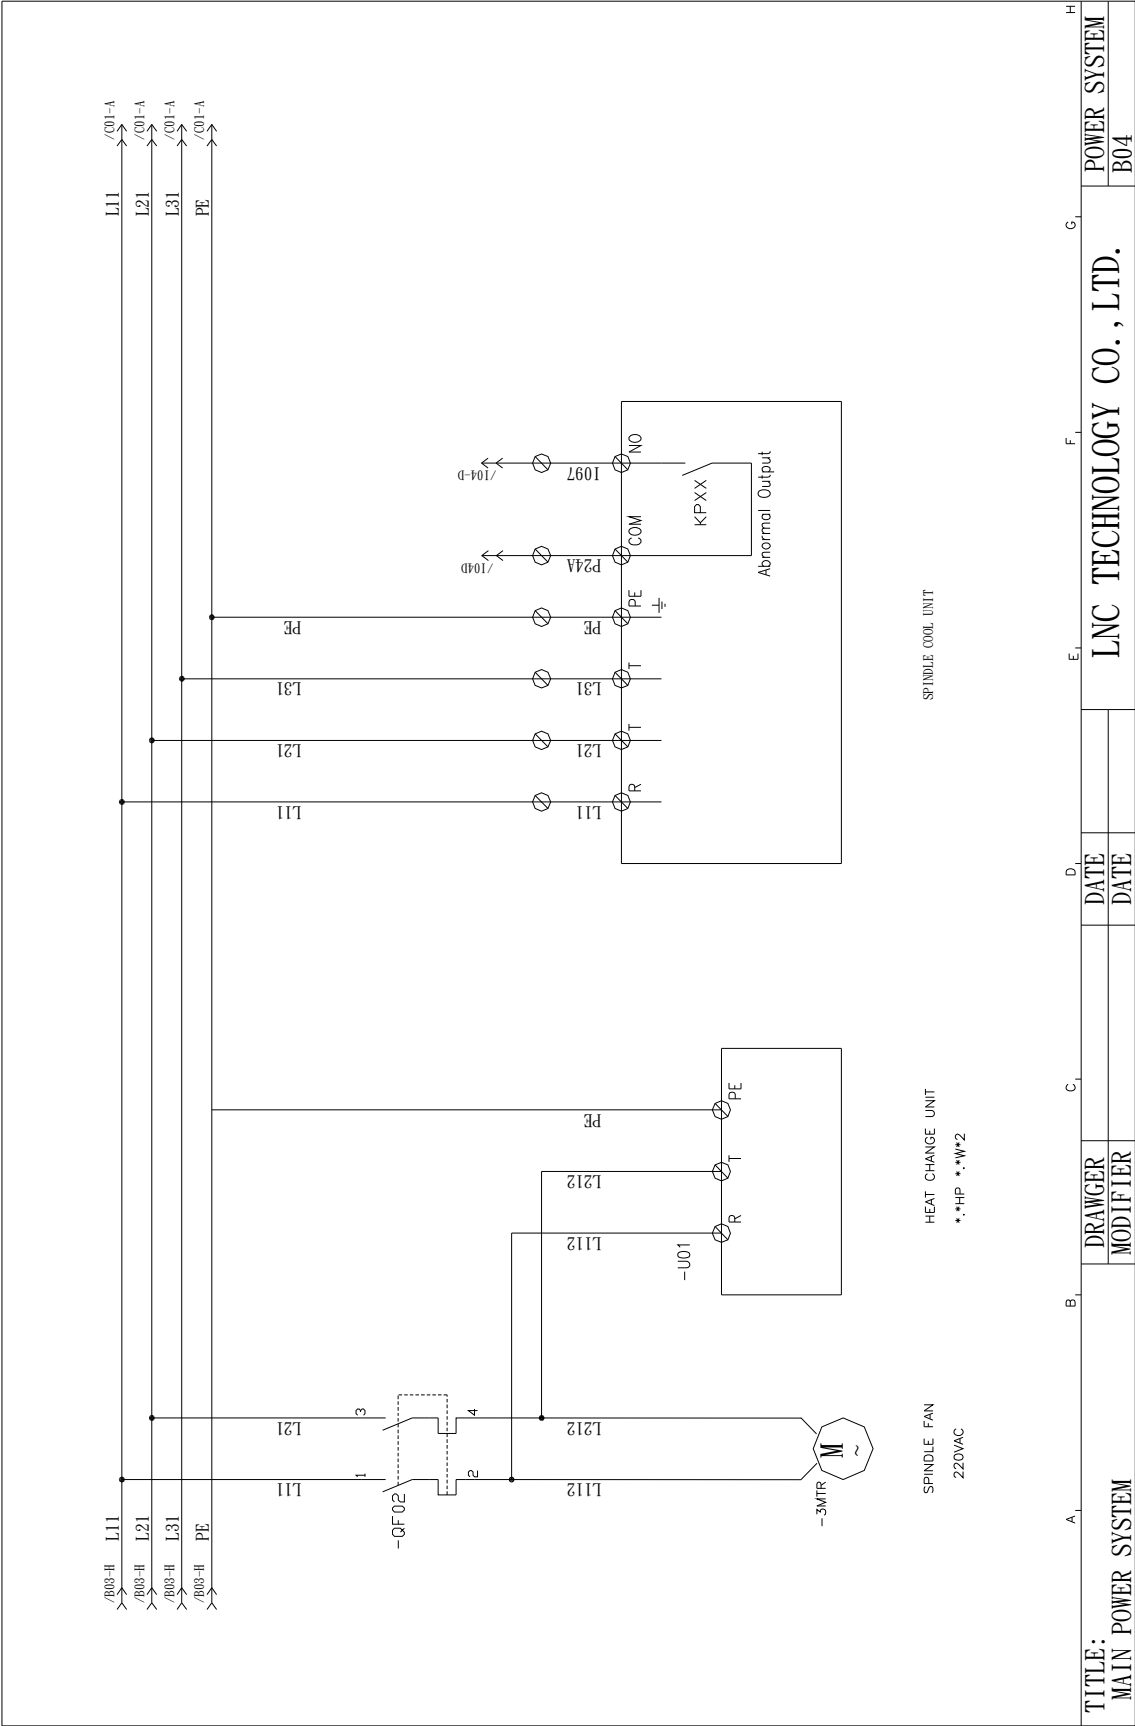 /B03-H L11 L11 /C01-A
/B03-H L21 L21 /C01-A
/B03-H L31 L31 /C01-A
/B03-H PE PE /C01-A
L11
L21
L11
L21
L31
PE
1
3
-QF02
2
4
/I04D
/I04-D
L112
L212
L112
L212
PE
L11
L21
L31
PE
P24A
I097
R
T
T
PE
COM
NO
-U01
R
T
PE
KPXX
Abnormal Output
-3MTR
M
~
SPINDLE FAN
220VAC
HEAT CHANGE UNIT
*.*HP *.*W*2
SPINDLE COOL UNIT
A
B
C
D
E
F
G
H
TITLE:
MAIN POWER SYSTEM
DRAWGER
MODIFIER
DATE
DATE
LNC TECHNOLOGY CO.,LTD.
POWER SYSTEM
B04